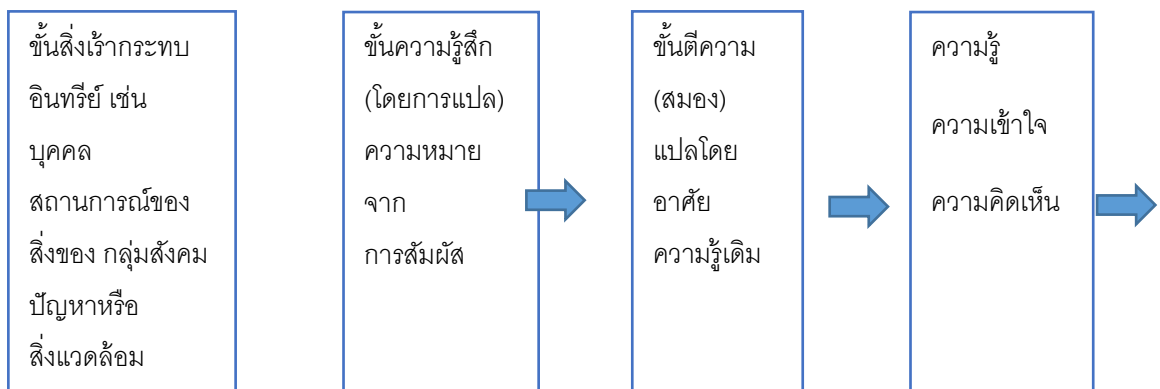 ขั้นสิ่งเร้ากระทบ
อินทรีย์ เช่น
บุคคล
สถานการณ์ของ
สิ่งของ กลุ่มสังคม
ปัญหาหรือ
สิ่งแวดล้อม
ขั้นความรู้สึก
(โดยการแปล)
ความหมาย
จาก
การสัมผัส
ขั้นตีความ
(สมอง)
แปลโดย
อาศัย
ความรู้เดิม
ความรู้
ความเข้าใจ
ความคิดเห็น